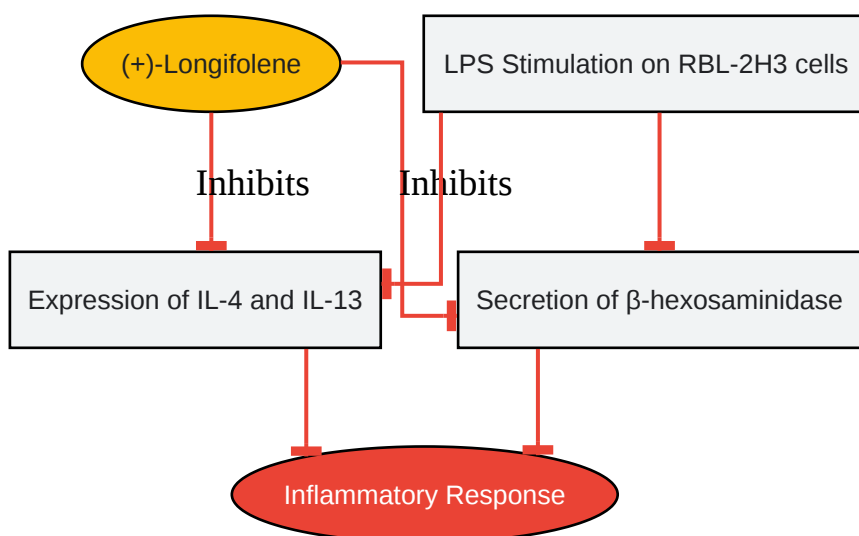 (+)-Longifolene
LPS Stimulation on RBL-2H3 cells
Inhibits
Inhibits
Expression of IL-4 and IL-13
Secretion of β-hexosaminidase
Inflammatory Response